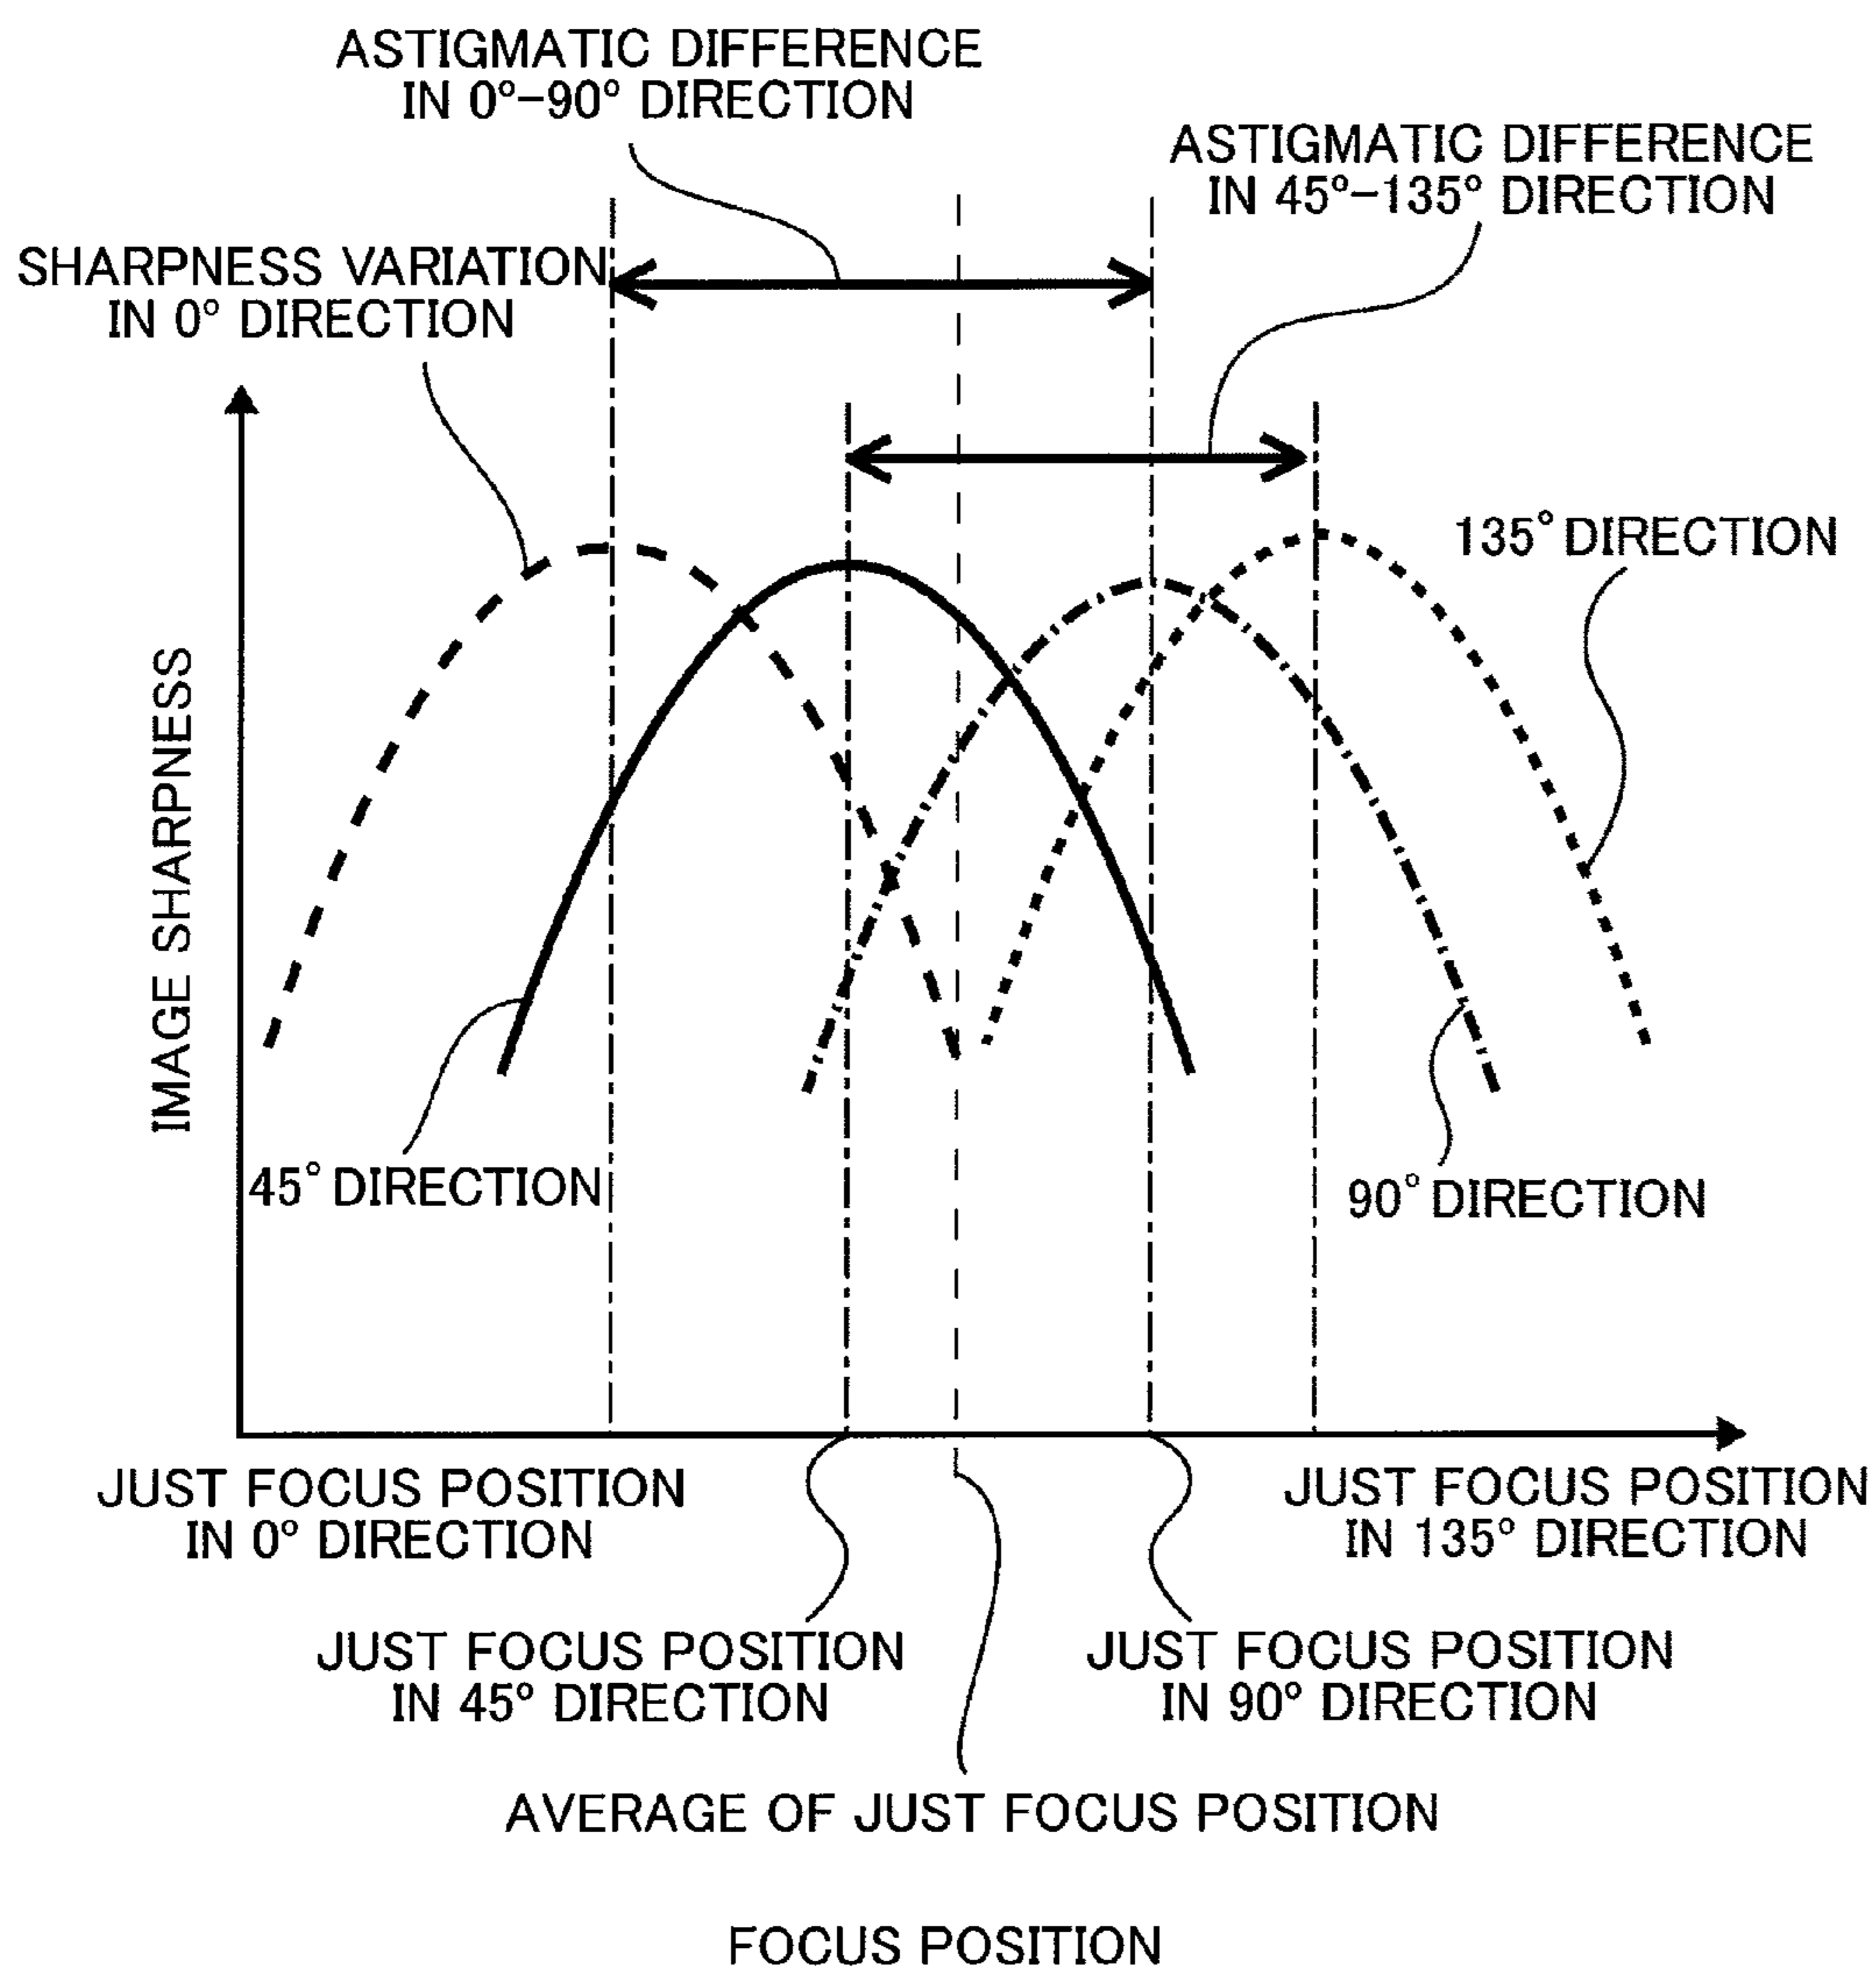 ASTIGMATIC DIFFERENCE
IN 0°-90° DIRECTION
ASTIGMATIC DIFFERENCE
IN 45°-135° DIRECTION
SHARPNESS VARIATION
IN 0° DIRECTION
135° DIRECTION
IMAGE SHARPNESS
45° DIRECTION
90° DIRECTION
JUST FOCUS POSITION
IN 0° DIRECTION
JUST FOCUS POSITION
IN 135° DIRECTION
JUST FOCUS POSITION
IN 45° DIRECTION
JUST FOCUS POSITION
IN 90° DIRECTION
AVERAGE OF JUST FOCUS POSITION
FOCUS POSITION